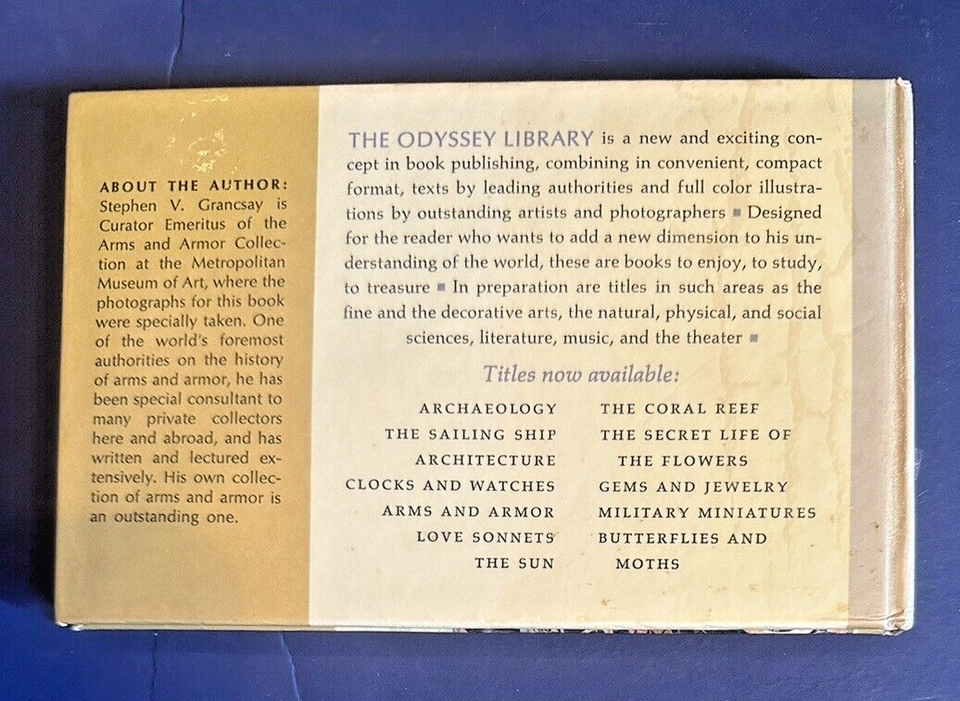 ABOUT THE AUTHOR:
Stephen V. Grancsay is
Curator Emeritus of the
Arms and Armor Collec-
tion at the Metropolitan
Museum of Art, where the
photographs for this book
were specially taken. One
of the world's foremost
authorities on the history
of arms and armor, he has
been special consultant to
many private collectors
here and abroad, and has
written and lectured ex-
tensively. His own collec-
tion of arms and armor is
an outstanding one.
THE ODYSSEY LIBRARY is a new and exciting con-
cept in book publishing, combining in convenient, compact
format, texts by leading authorities and full color illustra-
tions by outstanding artists and photographers ■ Designed
for the reader who wants to add a new dimension to his un-
derstanding of the world, these are books to enjoy, to study,
to treasure ■ In preparation are titles in such areas as the
fine and the decorative arts, the natural, physical, and social
sciences, literature, music, and the theater ■
Titles now available:
ARCHAEOLOGY
THE SAILING SHIP
ARCHITECTURE
CLOCKS AND WATCHES
ARMS AND ARMOR
LOVE SONNETS
THE SUN
THE CORAL REEF
THE SECRET LIFE OF
THE FLOWERS
GEMS AND JEWELRY
MILITARY MINIATURES
BUTTERFLIES AND
MOTHS